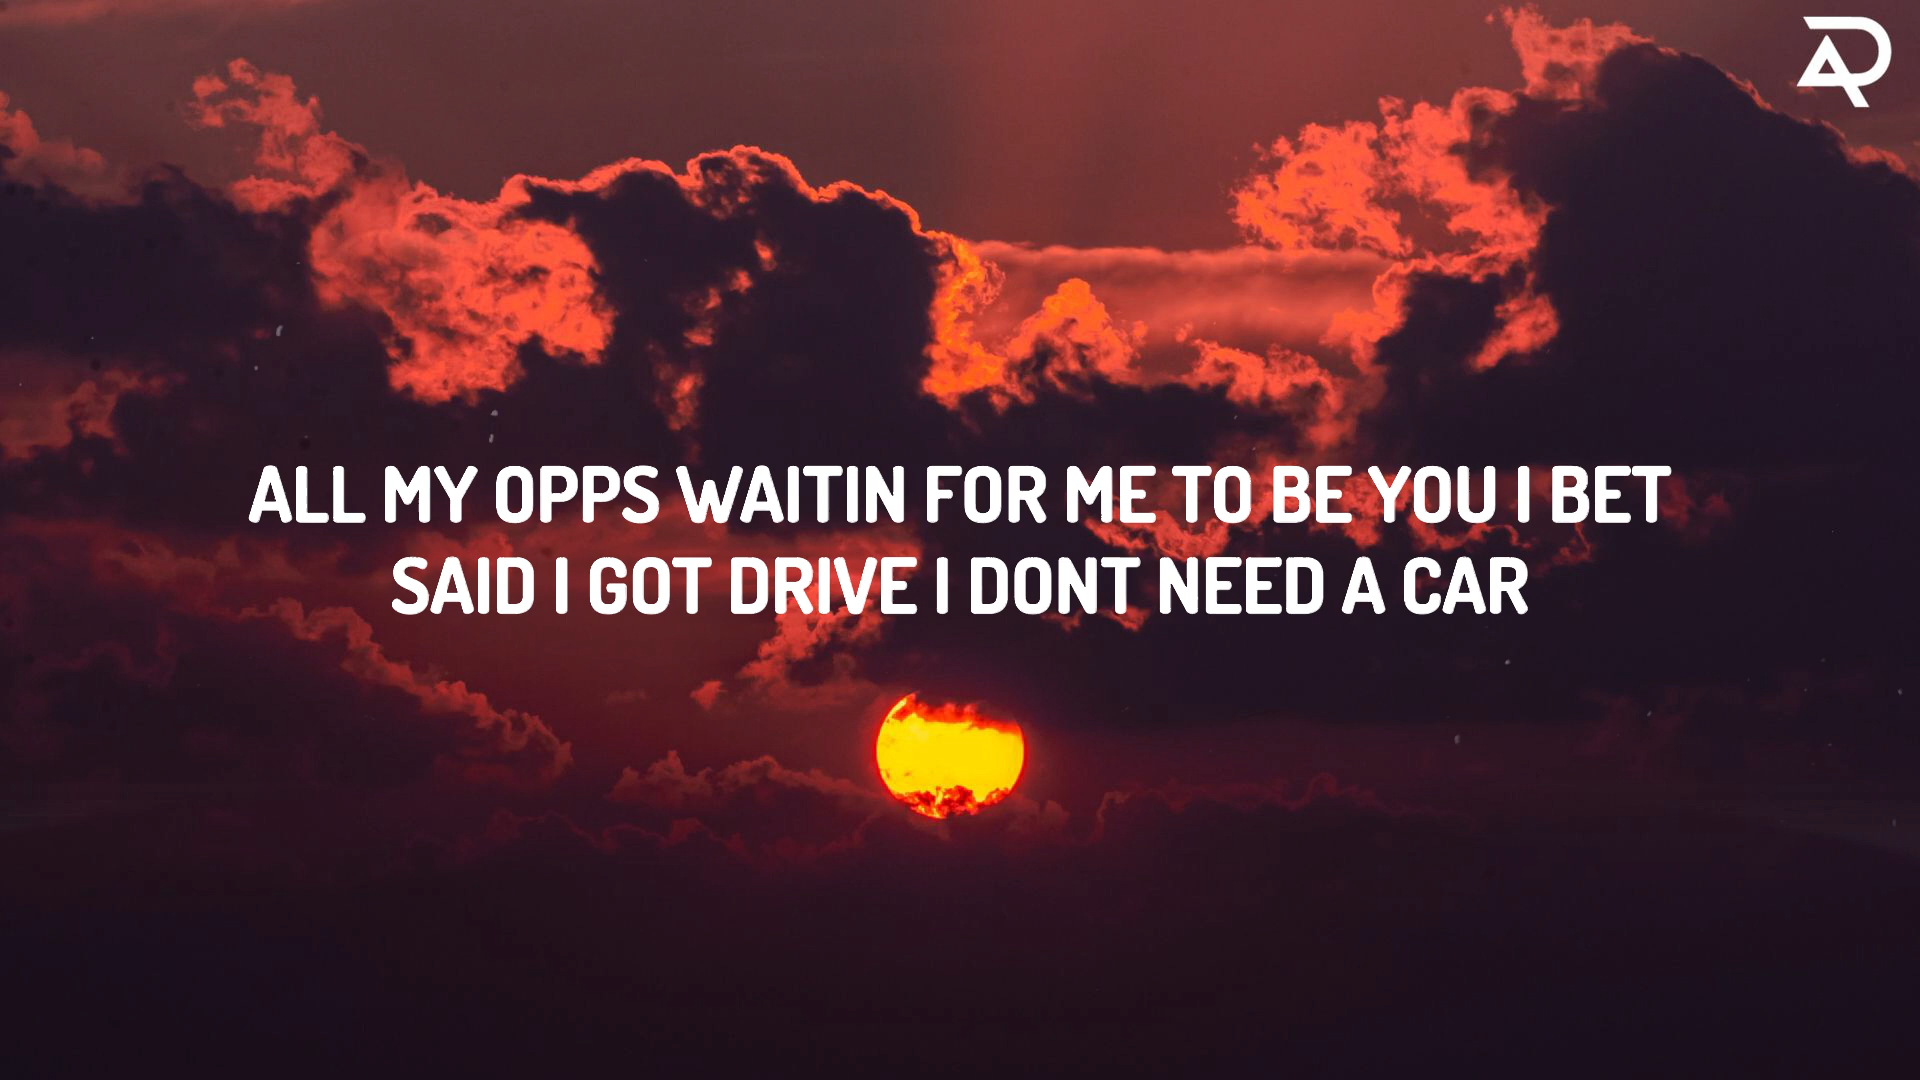 ALL MY OPPS WAITIN FOR ME TO BE YOU I BET
SAID I GOT DRIVE I DONT NEED A CAR